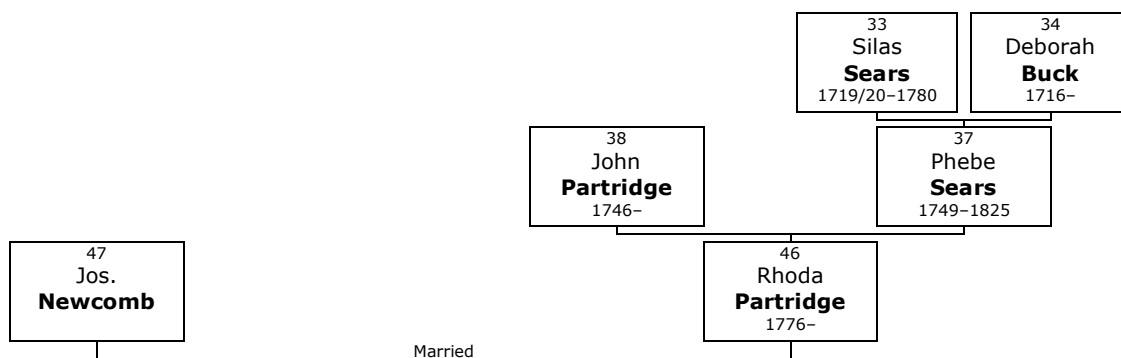 33
Silas
Sears
1719/20–1780
34
Deborah
Buck
1716–
38
John
Partridge
1746–
37
Phebe
Sears
1749–1825
47
Jos.
Newcomb
46
Rhoda
Partridge
1776–
Married